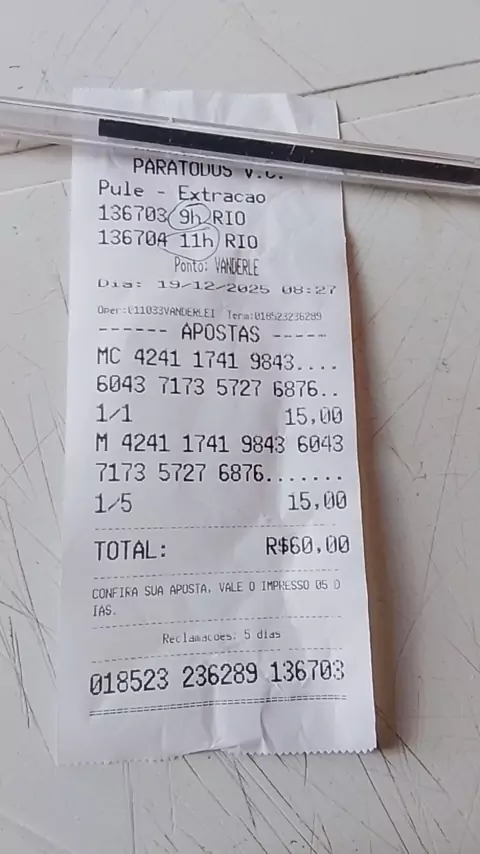 PARATODOS V.C.
Pule - Extracao
136703 9h RIO
136704 11h RIO
Ponto: VANDERLE
Dia: 19/12/2025 08:27
Oper:011033VANDERLEI Term:018523236289
------ APOSTAS -----
MC 4241 1741 9843....
6043 7173 5727 6876..
1/1 15,00
M 4241 1741 9843 6043
7173 5727 6876.......
1/5 15,00
TOTAL: R$60,00
CONFIRA SUA APOSTA, VALE O IMPRESSO 05 D
IAS.
Reclamacoes: 5 dias
018523 236289 136703